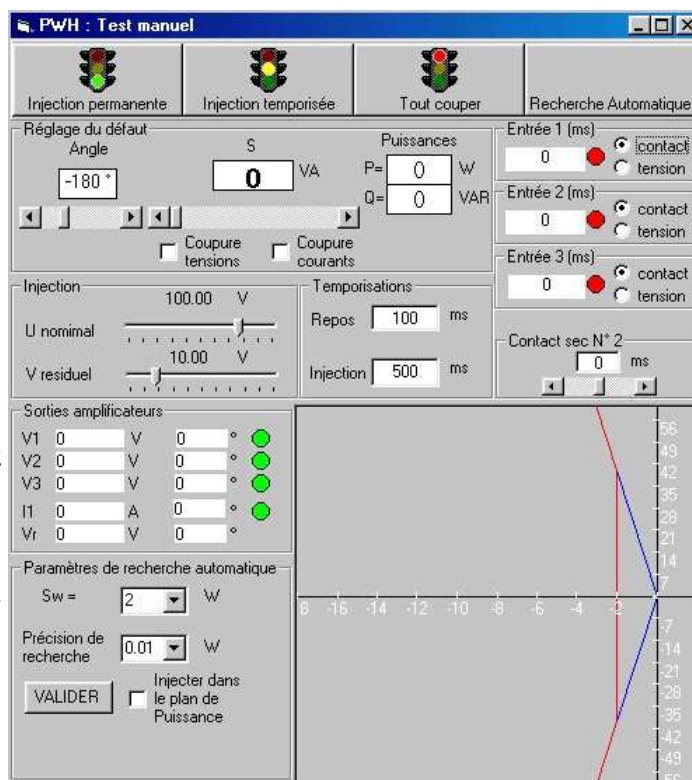 PWH : Test manuel
Injection permanente
Injection temporisée
Tout couper
Recherche Automatique
Réglage du défaut
Angle
-180 °
S
0
VA
Puissances
P=
0
W
Q=
0
VAR
Coupure tensions
Coupure courants
Entrée 1 (ms)
0
contact
tension
Entrée 2 (ms)
0
contact
tension
Entrée 3 (ms)
0
contact
tension
Injection
100.00 V
U nomimal
10.00 V
V residuel
Temporisations
Repos 100 ms
Injection 500 ms
Contact sec N° 2
0 ms
Sorties amplificateurs
V1 0 V 0 °
V2 0 V 0 °
V3 0 V 0 °
I1 0 A 0 °
Vr 0 V 0 °
Paramètres de recherche automatique
Sw = 2 W
Précision de
recherche
0.01 W
VALIDER
Injecter dans
le plan de
Puissance
56
49
42
35
28
21
14
7
8 -16 -14 -12 -10 -8 -6 -4 -2
-7
-14
-21
-28
-35
-42
-49
-56